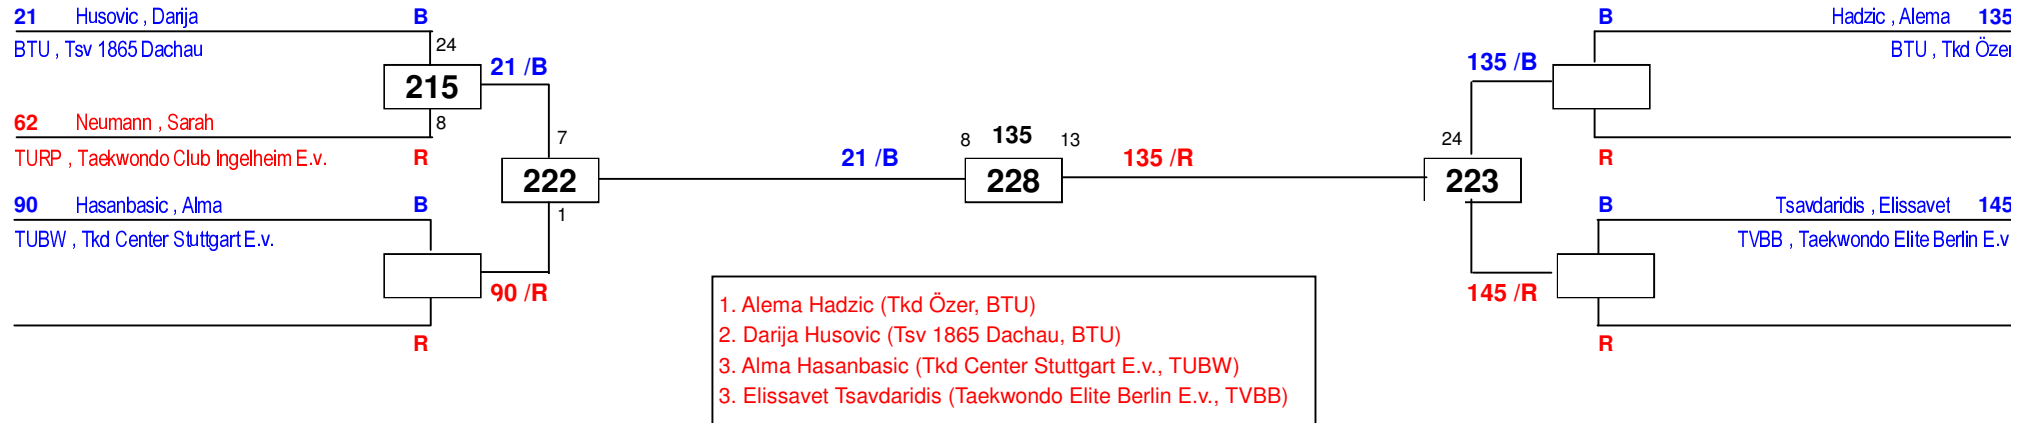 21 Husovic , Darija B
BTU , Tsv 1865 Dachau
24
215
21 /B
8
62 Neumann , Sarah
TURP , Taekwondo Club Ingelheim E.v. R
7
222
1
90 Hasanbasic , Alma B
TUBW , Tkd Center Stuttgart E.v.
90 /R
R
21 /B
8 135 13
228
135 /R
B Hadzic , Alema 135
BTU , Tkd Özer
135 /B
R
24
223
B Tsavdaridis , Elissavet 145
TVBB , Taekwondo Elite Berlin E.v
145 /R
R
1. Alema Hadzic (Tkd Özer, BTU)
2. Darija Husovic (Tsv 1865 Dachau, BTU)
3. Alma Hasanbasic (Tkd Center Stuttgart E.v., TUBW)
3. Elissavet Tsavdaridis (Taekwondo Elite Berlin E.v., TVBB)